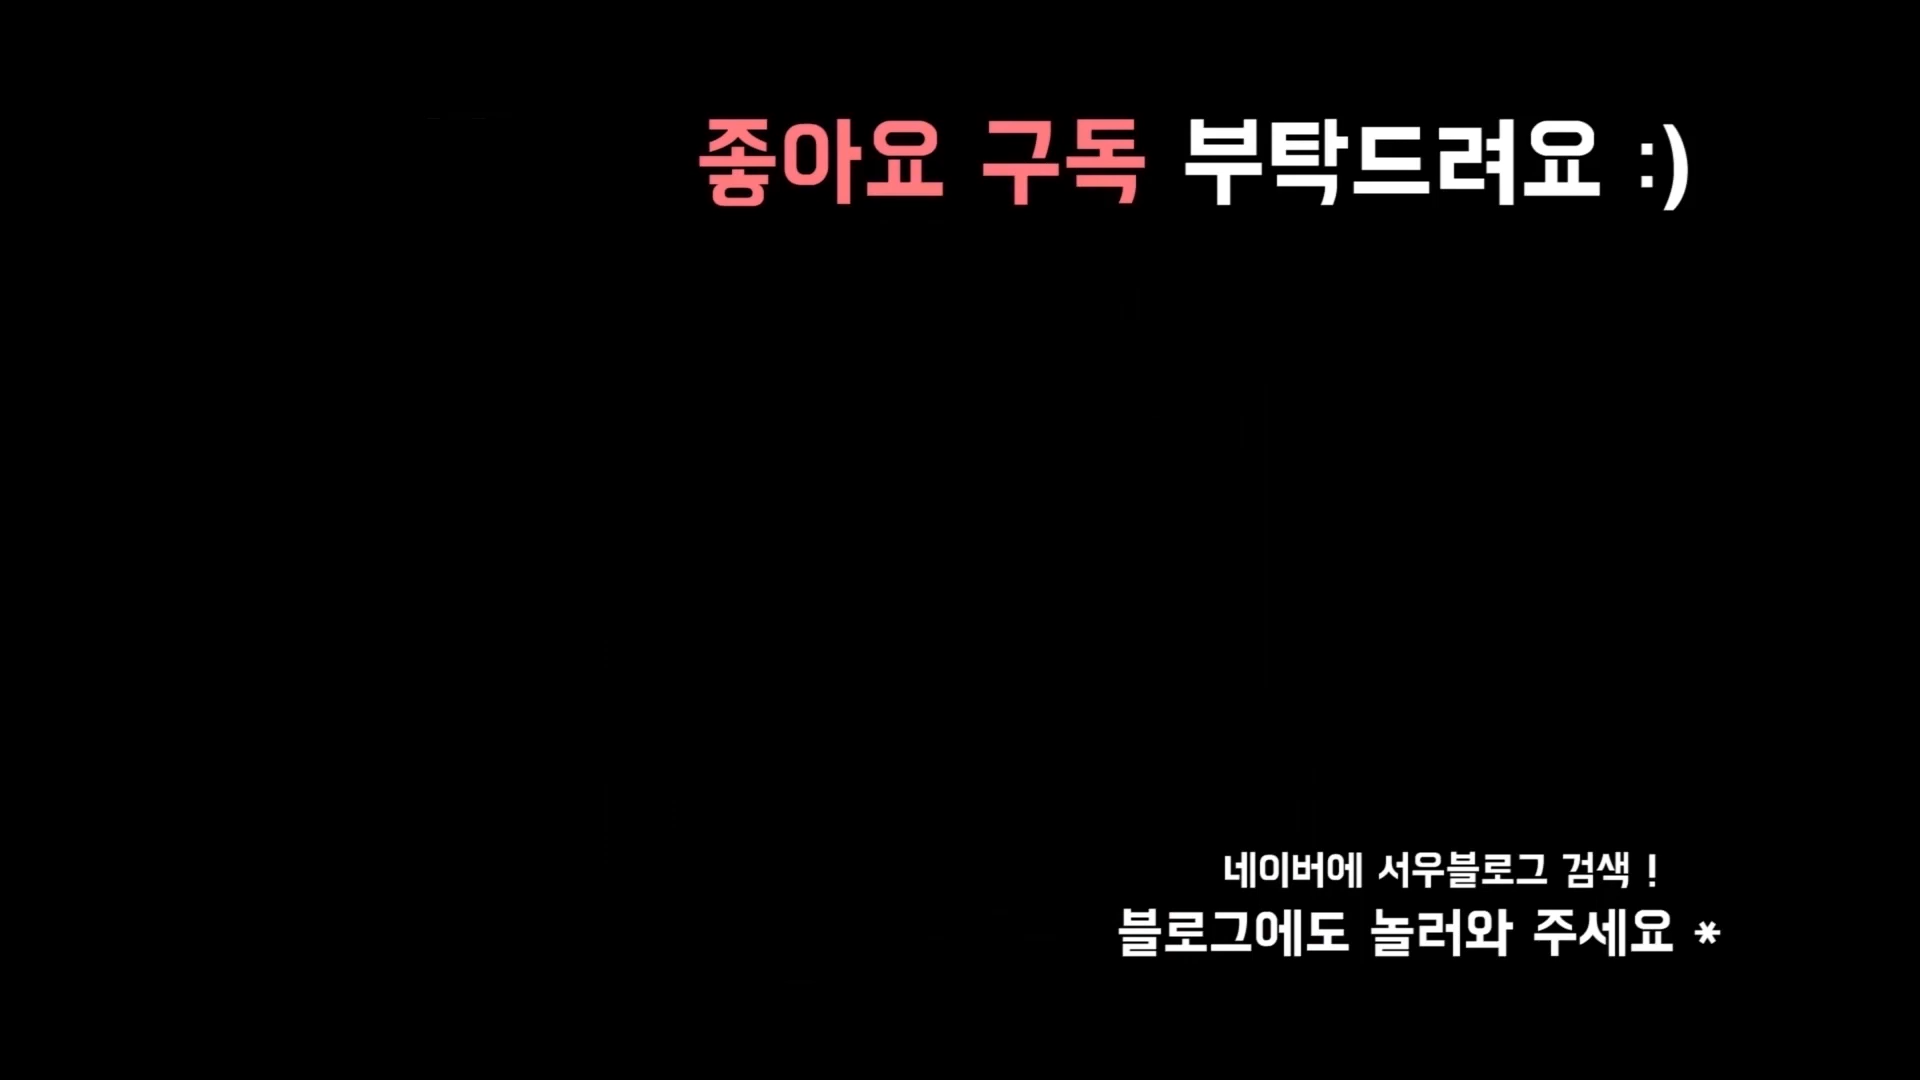 좋아요 구독 부탁드려요 :)
네이버에 서우블로그 검색 !
블로그에도 놀러와 주세요 *